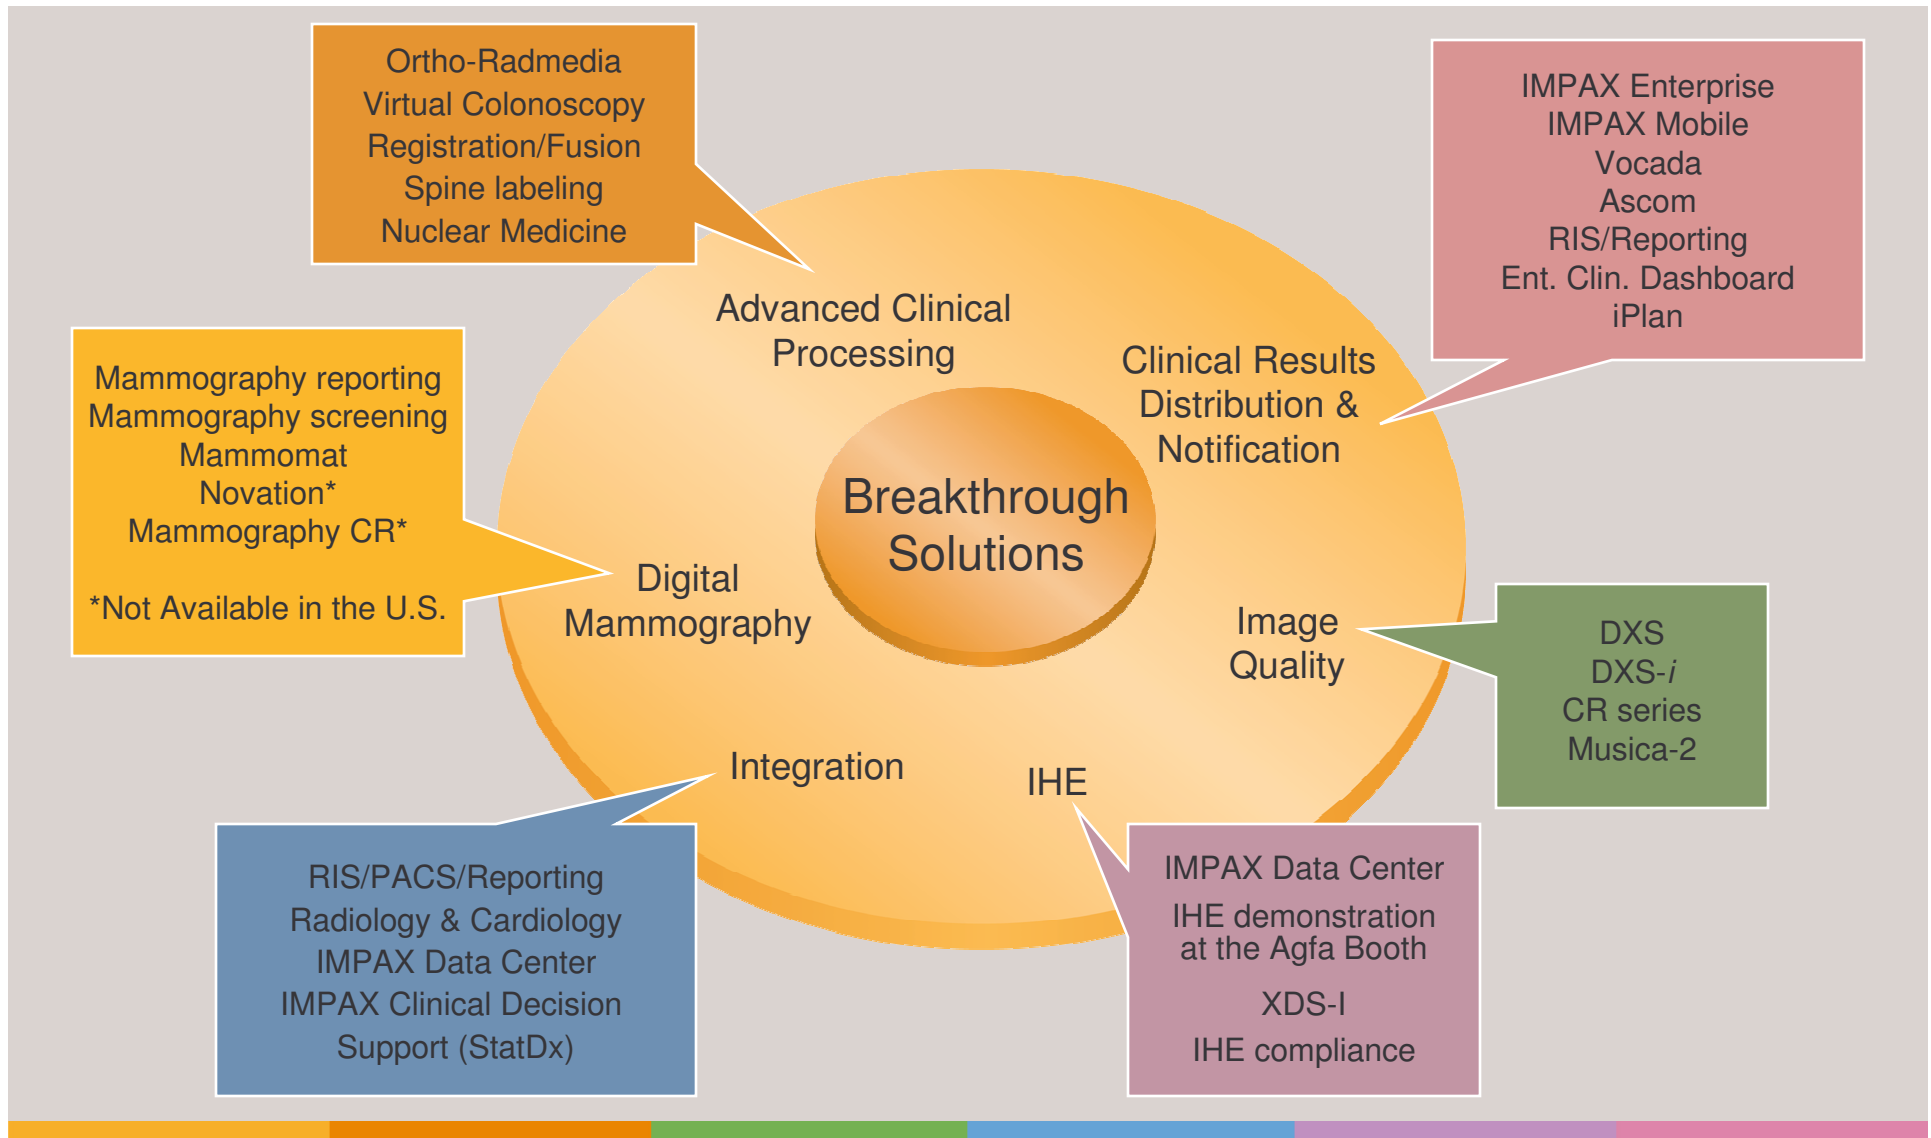 Ortho-Radmedia
Virtual Colonoscopy
Registration/Fusion
Spine labeling
Nuclear Medicine
IMPAX Enterprise
IMPAX Mobile
Vocada
Ascom
RIS/Reporting
Ent. Clin. Dashboard
iPlan
Advanced Clinical
Processing
Clinical Results
Distribution &
Notification
Mammography reporting
Mammography screening
Mammomat
Novation*
Mammography CR*
*Not Available in the U.S.
Breakthrough
Solutions
Digital
Mammography
Image
Quality
DXS
DXS-i
CR series
Musica-2
Integration
IHE
RIS/PACS/Reporting
Radiology & Cardiology
IMPAX Data Center
IMPAX Clinical Decision
Support (StatDx)
IMPAX Data Center
IHE demonstration
at the Agfa Booth
XDS-I
IHE compliance